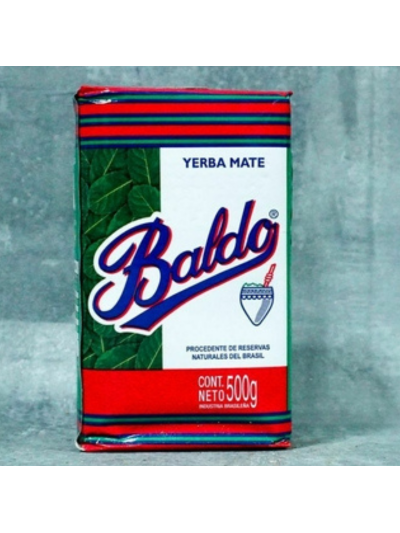 YERBA MATE
Baldo®
PROCEDENTE DE RESERVAS
NATURALES DEL BRASIL
CONT.
NETO 500g
INDUSTRIA BRASILEÑA